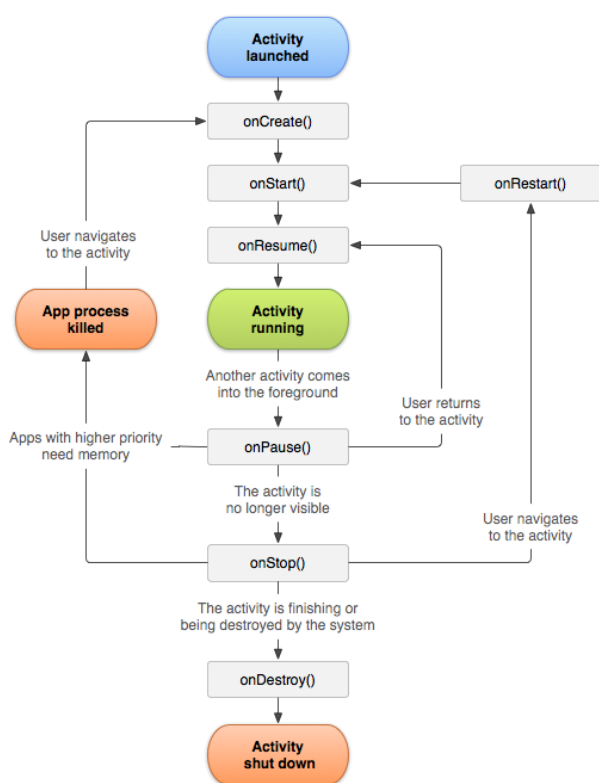 Activity
launched
onCreate()
onStart()
onRestart()
User navigates
to the activity
onResume()
App process
killed
Activity
running
Another activity comes
into the foreground
User returns
to the activity
Apps with higher priority
need memory
onPause()
The activity is
no longer visible
User navigates
to the activity
onStop()
The activity is finishing or
being destroyed by the system
onDestroy()
Activity
shut down